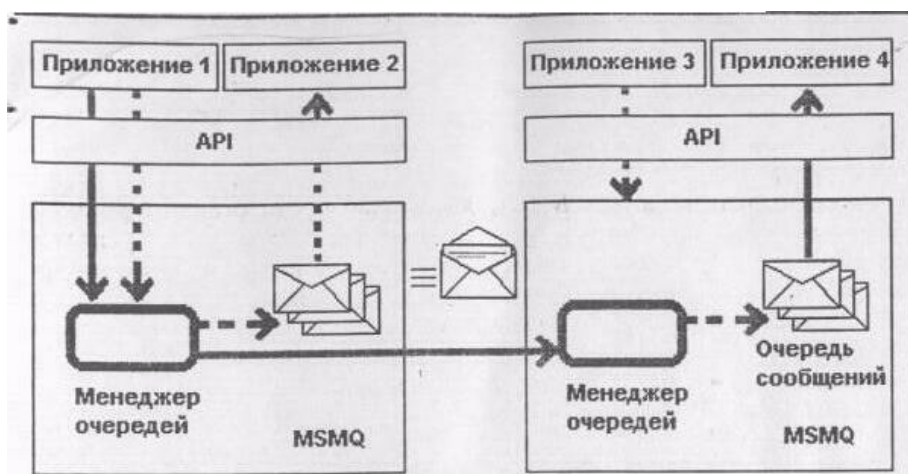 Приложение 1
Приложение 2
Приложение 3
Приложение 4
API
API
Менеджер
очередей
MSMQ
Менеджер
очередей
Очередь
сообщений
MSMQ